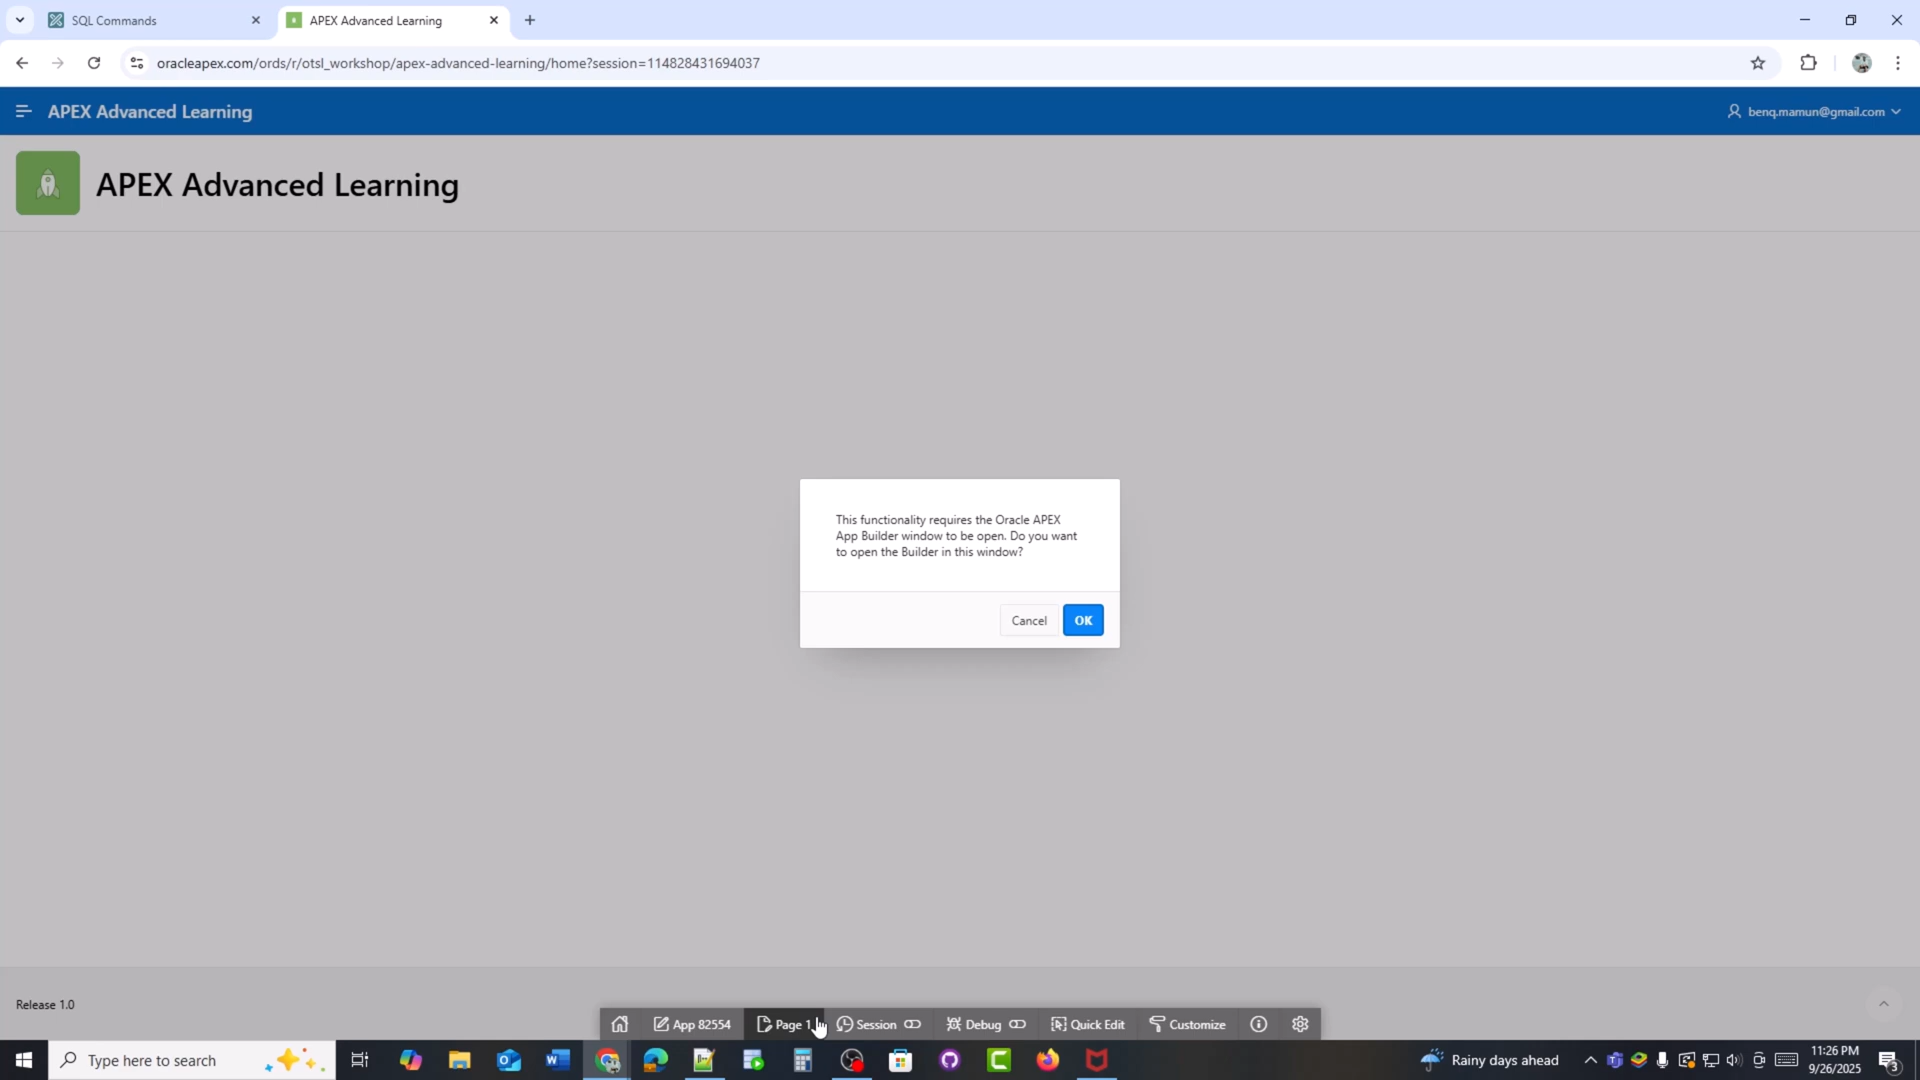 SQL Commands
APEX Advanced Learning
oracleapex.com/ords/r/otsl_workshop/apex-advanced-learning/home?session=114828431694037
APEX Advanced Learning
benq.mamun@gmail.com
APEX Advanced Learning
This functionality requires the Oracle APEX
App Builder window to be open. Do you want
to open the Builder in this window?
Cancel
OK
Release 1.0
App 82554
Page 1
Session
Debug
Quick Edit
Customize
Type here to search
Rainy days ahead
11:26 PM
9/26/2025
3